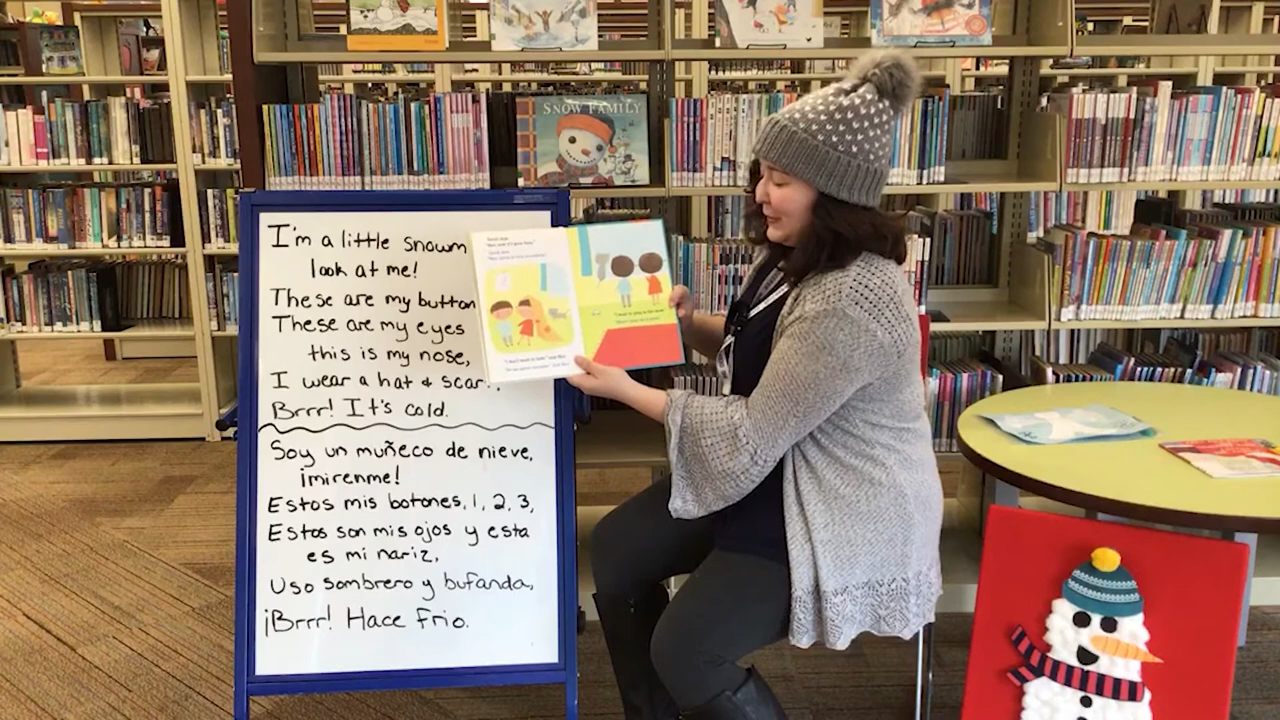 SNOW FAMILY
I'm a little snowm
look at me!
These are my button
These are my eyes
this is my nose,
I wear a hat & scar
Brrr! It's cold.
Soy un muñeco de nieve,
¡mirenme!
Estos mis botones, 1, 2, 3,
Estos son mis ojos y esta
es mi nariz,
Uso sombrero y bufanda,
¡Brrr! Hace frio.